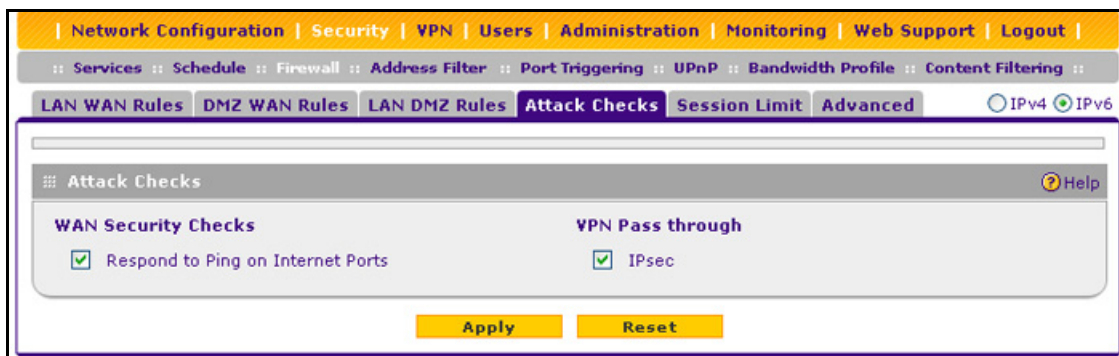 | Network Configuration | Security | VPN | Users | Administration | Monitoring | Web Support | Logout |
:: Services :: Schedule :: Firewall :: Address Filter :: Port Triggering :: UPnP :: Bandwidth Profile :: Content Filtering ::
LAN WAN Rules DMZ WAN Rules LAN DMZ Rules Attack Checks Session Limit Advanced IPv4 IPv6
Attack Checks ? Help
WAN Security Checks VPN Pass through
Respond to Ping on Internet Ports IPsec
Apply Reset